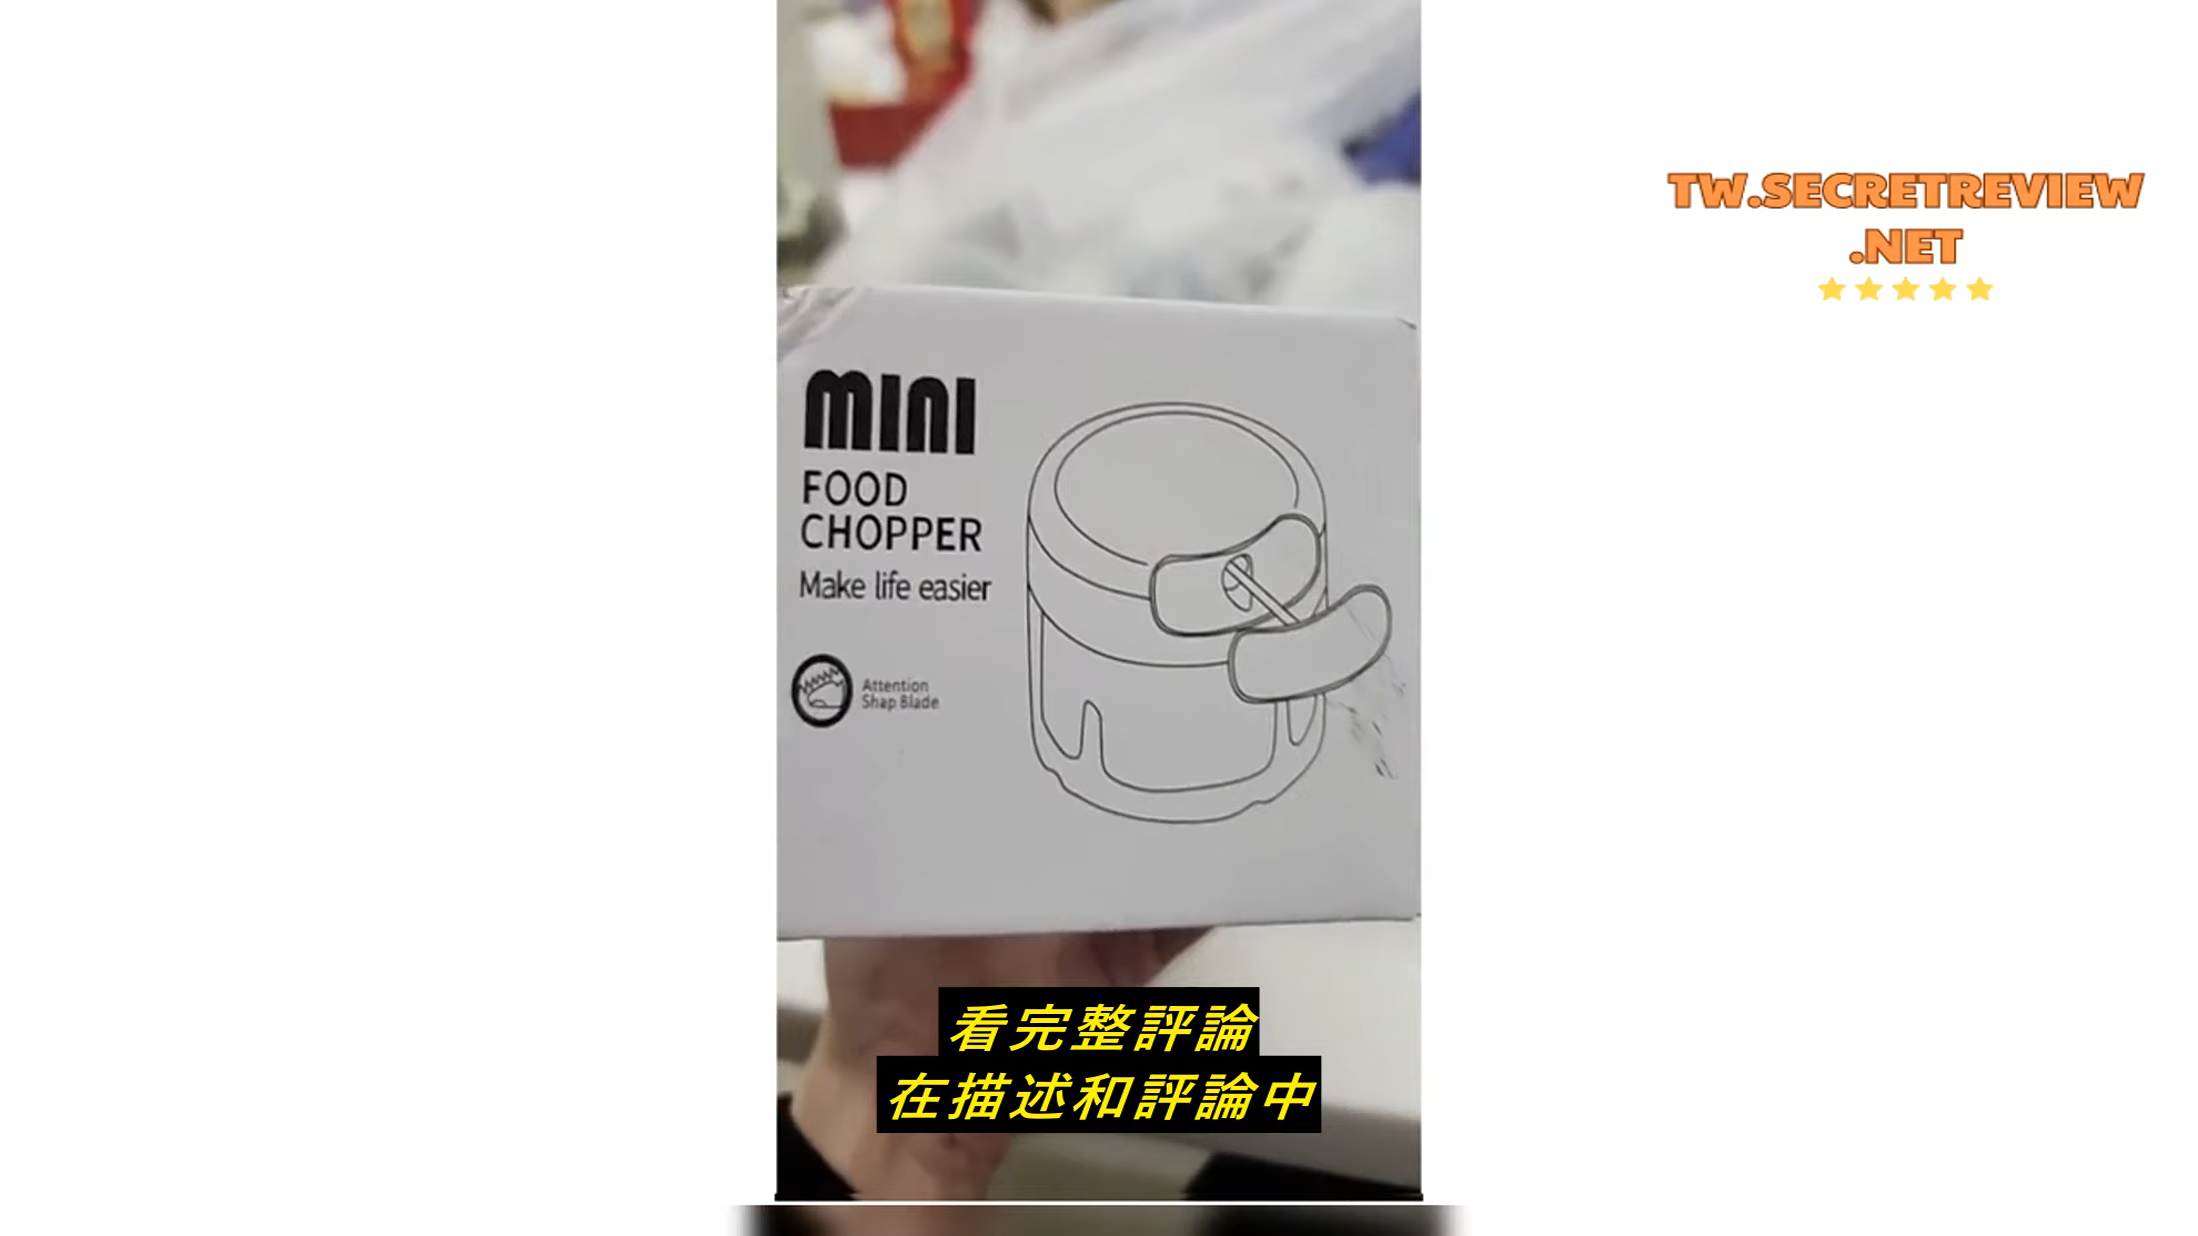 TW.SECRETREVIEW
.NET
MINI
FOOD
CHOPPER
Make life easier
Attention
Shap Blade
看完整評論
在描述和評論中